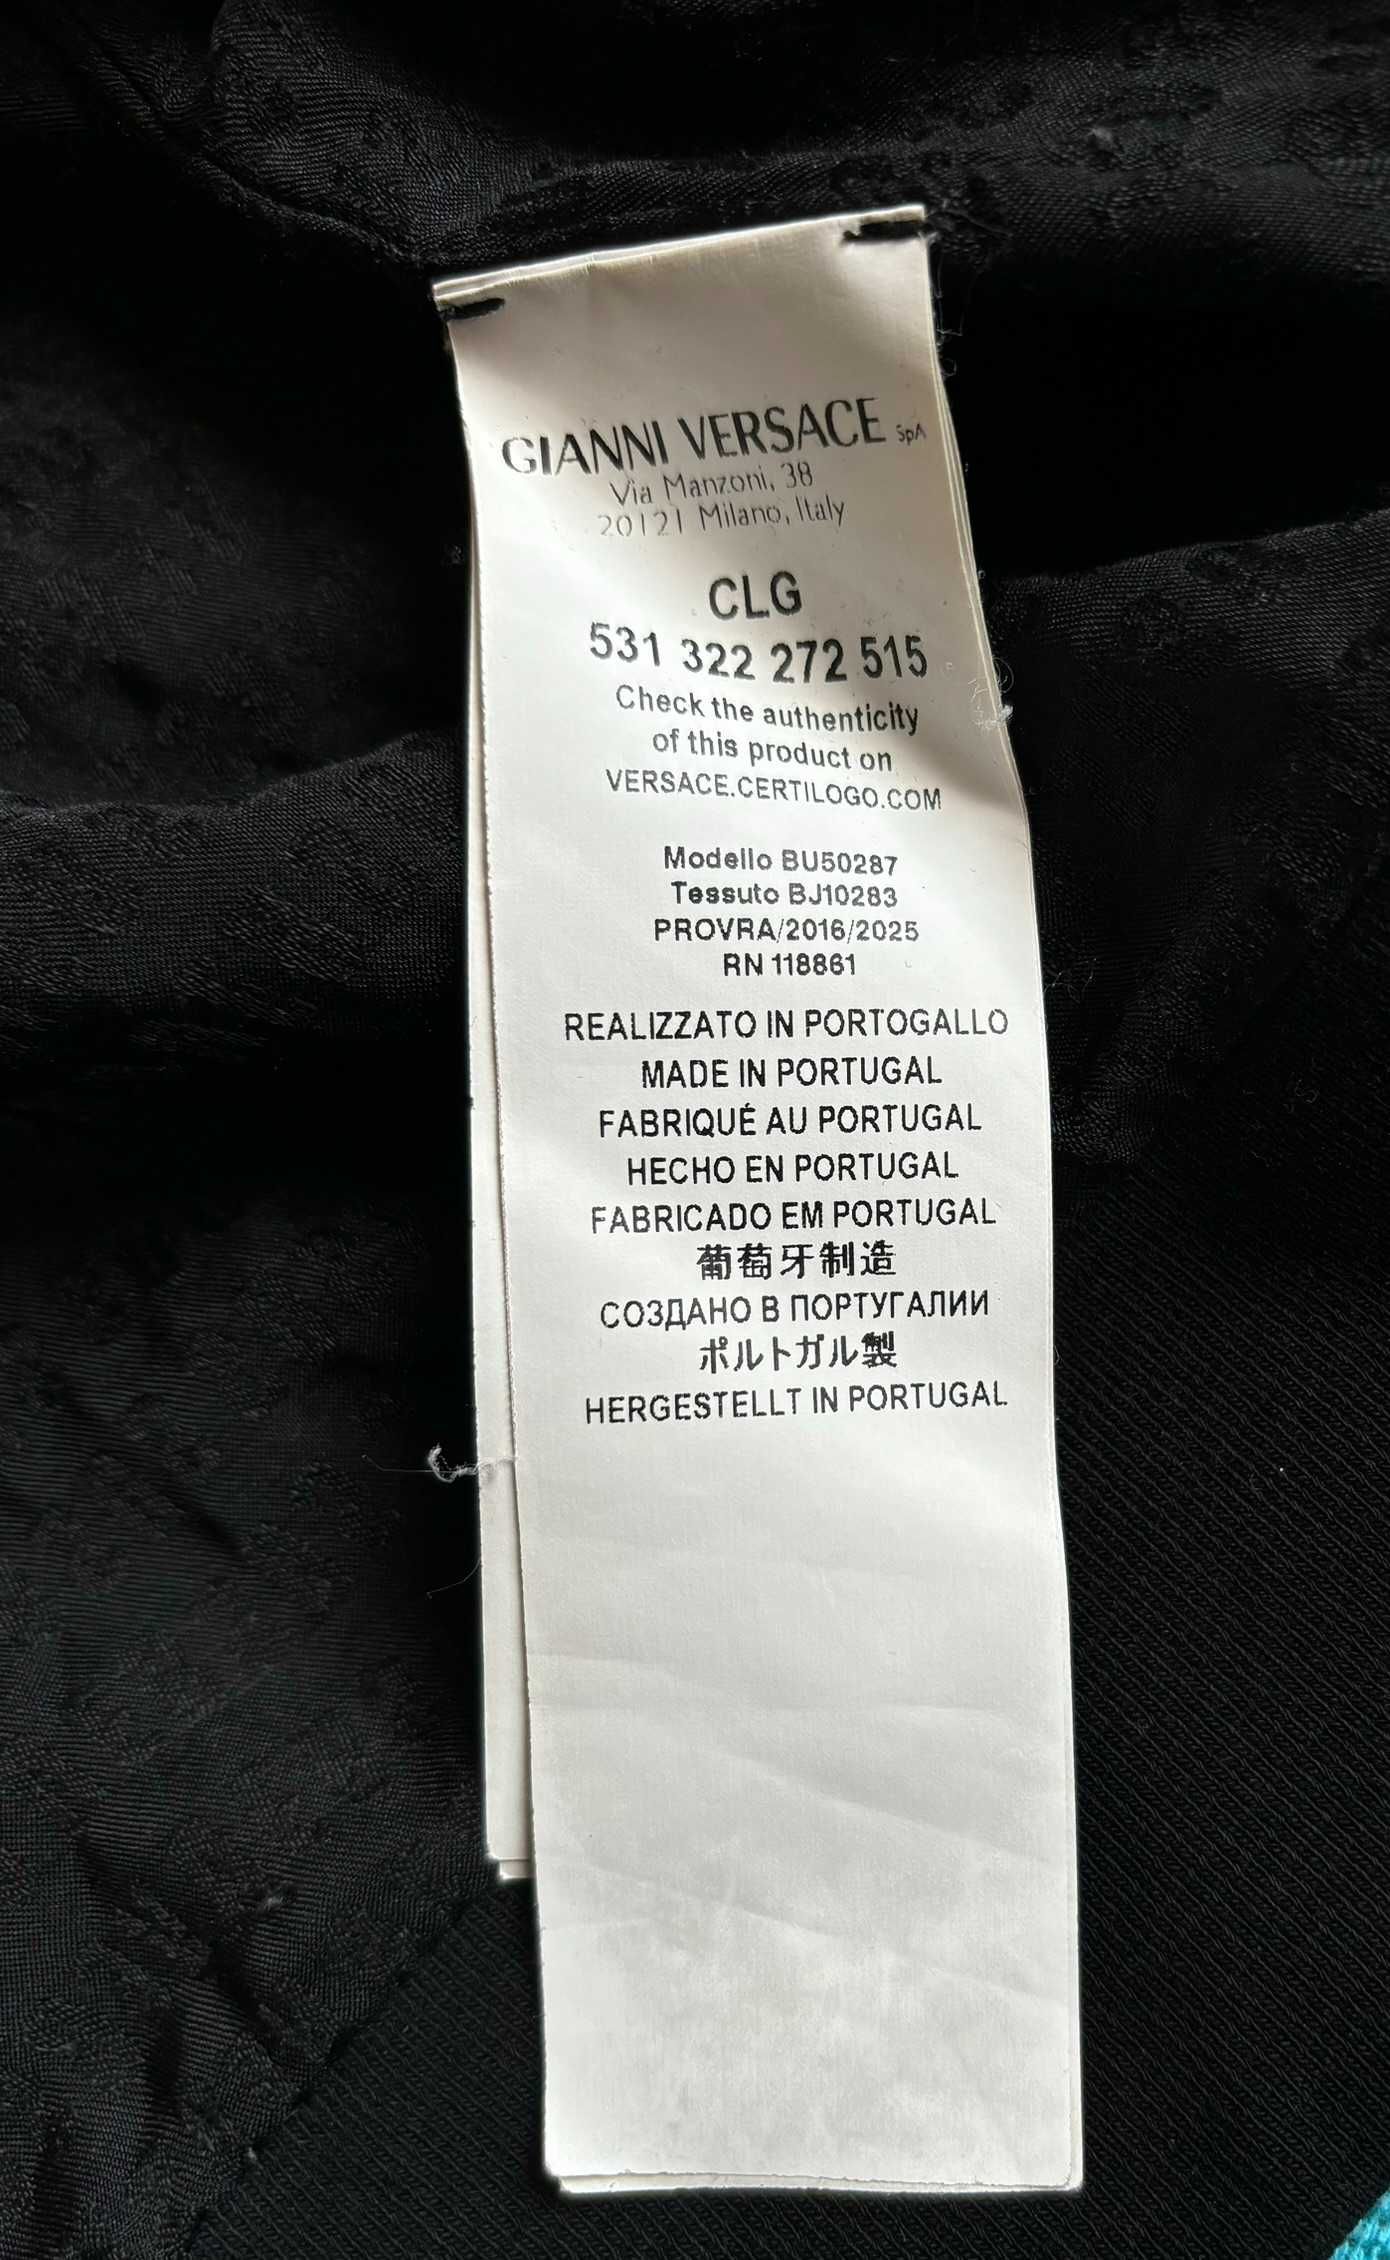 GIANNI VERSACE SpA
Via Manzoni, 38
20121 Milano, Italy
CLG
531 322 272 515
Check the authenticity
of this product on
VERSACE.CERTILOGO.COM
Modello BU50287
Tessuto BJ10283
PROVRA/2016/2025
RN 118861
REALIZZATO IN PORTOGALLO
MADE IN PORTUGAL
FABRIQUÉ AU PORTUGAL
HECHO EN PORTUGAL
FABRICADO EM PORTUGAL
葡萄牙制造
СОЗДАНО В ПОРТУГАЛИИ
ポルトガル製
HERGESTELLT IN PORTUGAL